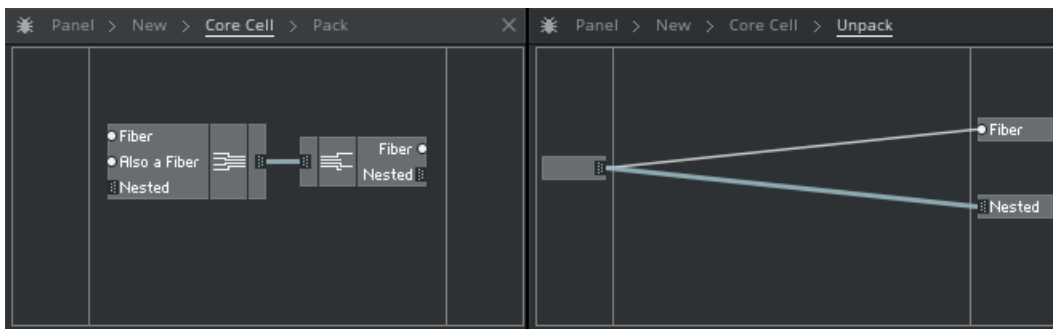 Panel > New > Core Cell > Pack
Fiber
Also a Fiber
Nested
Fiber
Nested
Panel > New > Core Cell > Unpack
Fiber
Nested